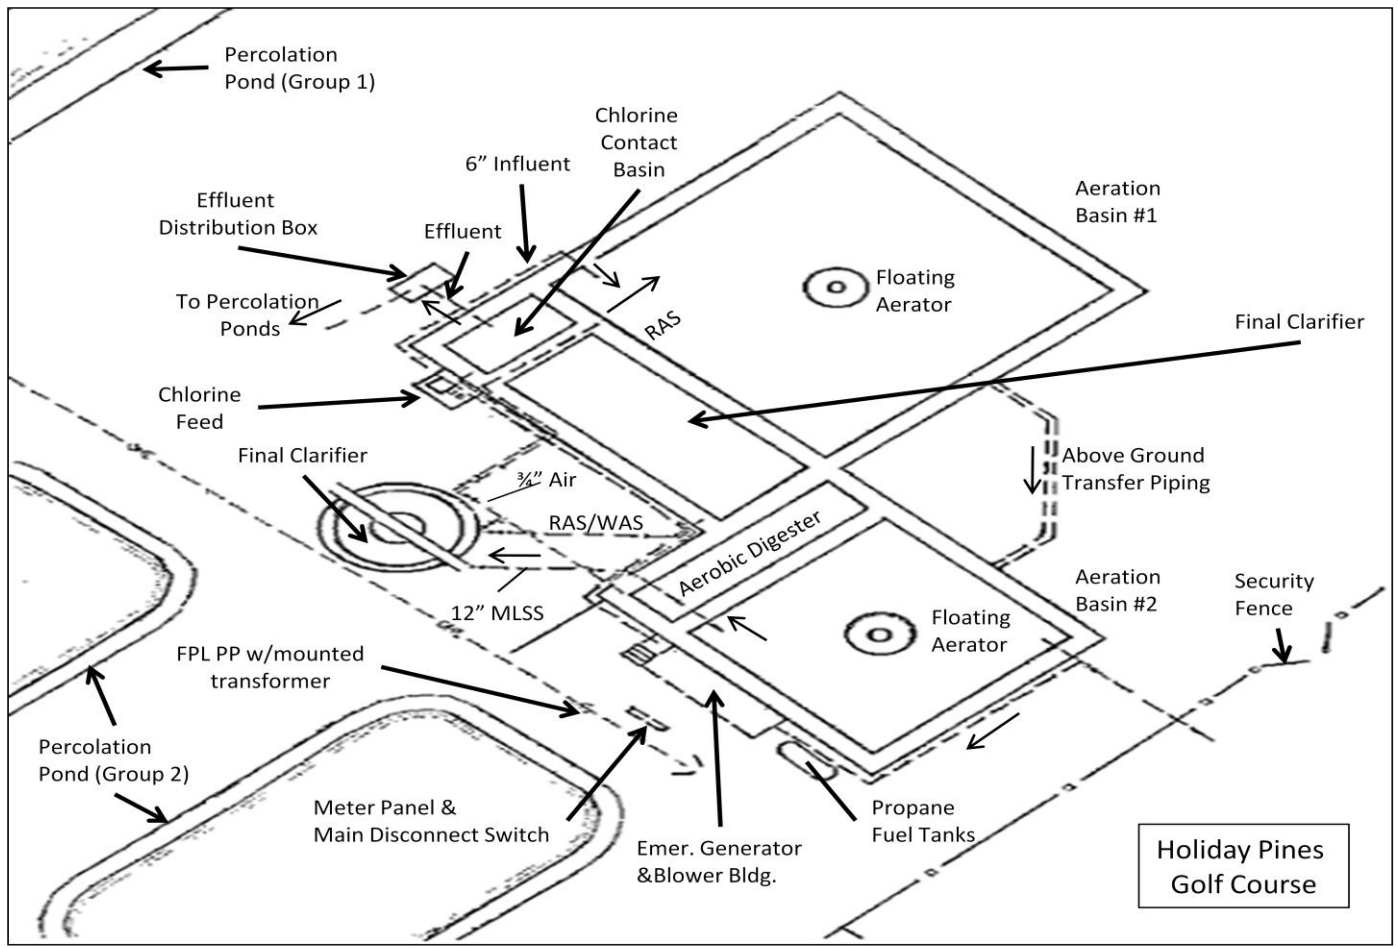 Percolation
Pond (Group 1)
Chlorine
Contact
Basin
6” Influent
Effluent
Distribution Box
Effluent
Aeration
Basin #1
To Percolation
Ponds
Floating
Aerator
RAS
Final Clarifier
Chlorine
Feed
Final Clarifier
¾” Air
Above Ground
Transfer Piping
RAS/WAS
Aerobic Digester
12” MLSS
Aeration
Basin #2
Security
Fence
Floating
Aerator
FPL PP w/mounted
transformer
Percolation
Pond (Group 2)
Meter Panel &
Main Disconnect Switch
Propane
Fuel Tanks
Emer. Generator
&Blower Bldg.
Holiday Pines
Golf Course